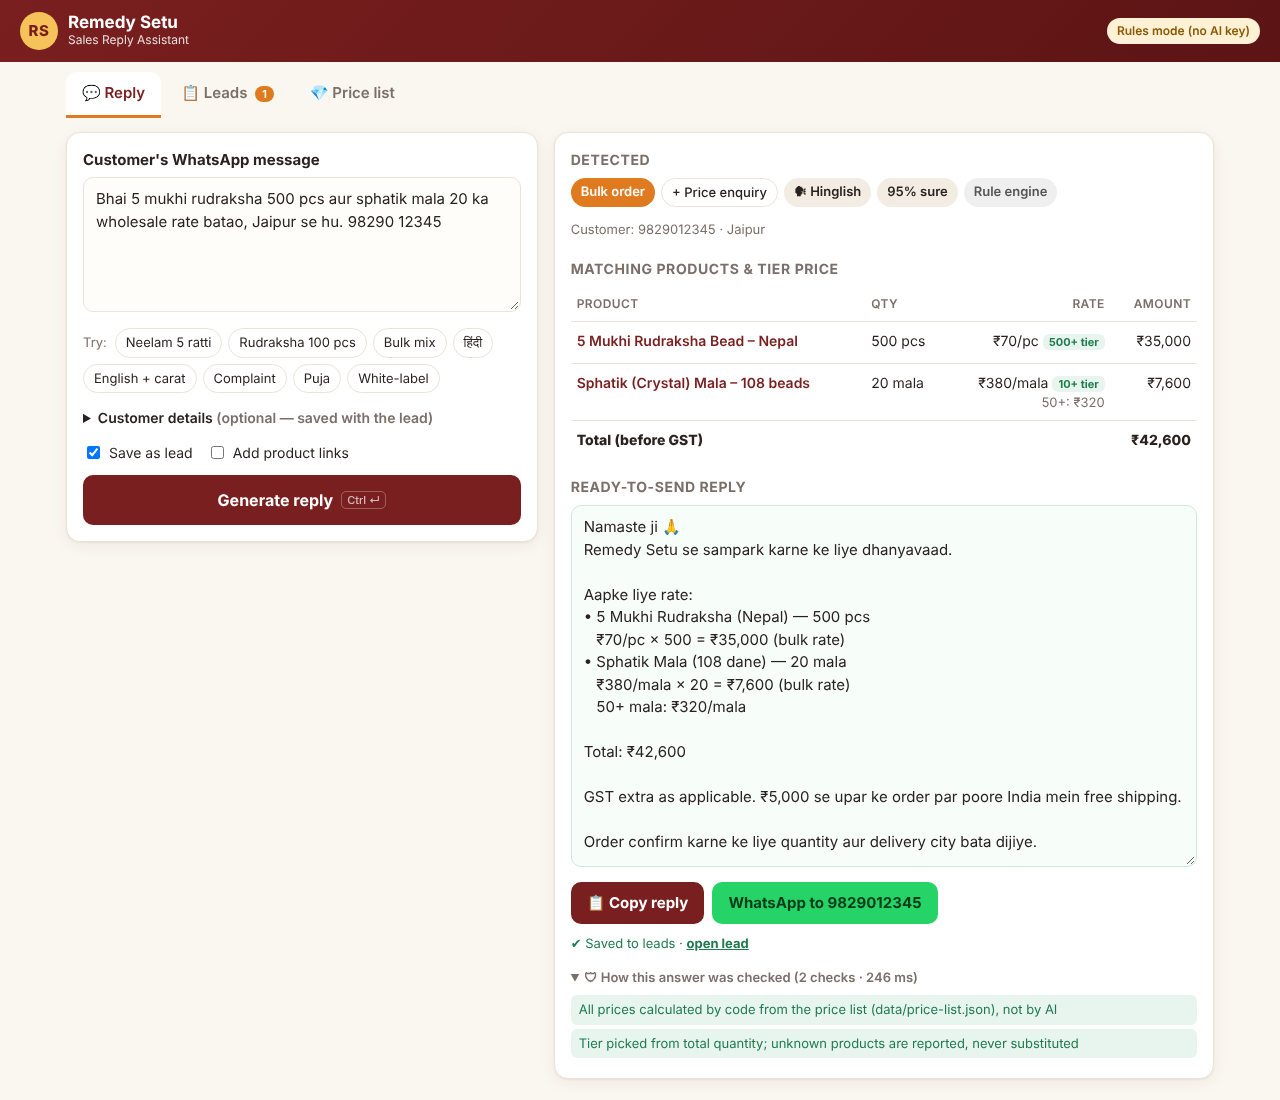 RS
Remedy Setu
Sales Reply Assistant
Rules mode (no AI key)
💬 Reply
📋 Leads 1
💎 Price list
Customer's WhatsApp message
Bhai 5 mukhi rudraksha 500 pcs aur sphatik mala 20 ka
wholesale rate batao, Jaipur se hu. 98290 12345
Try: Neelam 5 ratti Rudraksha 100 pcs Bulk mix हिंदी
English + carat Complaint Puja White-label
▶ Customer details (optional — saved with the lead)
Save as lead Add product links
Generate reply Ctrl ↵
DETECTED
Bulk order + Price enquiry 🗣 Hinglish 95% sure Rule engine
Customer: 9829012345 · Jaipur
MATCHING PRODUCTS & TIER PRICE
PRODUCT QTY RATE AMOUNT
5 Mukhi Rudraksha Bead – Nepal 500 pcs ₹70/pc 500+ tier ₹35,000
Sphatik (Crystal) Mala – 108 beads 20 mala ₹380/mala 10+ tier ₹7,600
50+: ₹320
Total (before GST) ₹42,600
READY-TO-SEND REPLY
Namaste ji 🙏
Remedy Setu se sampark karne ke liye dhanyavaad.
Aapke liye rate:
• 5 Mukhi Rudraksha (Nepal) — 500 pcs
₹70/pc × 500 = ₹35,000 (bulk rate)
• Sphatik Mala (108 dane) — 20 mala
₹380/mala × 20 = ₹7,600 (bulk rate)
50+ mala: ₹320/mala
Total: ₹42,600
GST extra as applicable. ₹5,000 se upar ke order par poore India mein free shipping.
Order confirm karne ke liye quantity aur delivery city bata dijiye.
📋 Copy reply WhatsApp to 9829012345
✔ Saved to leads · open lead
▼ 🛡 How this answer was checked (2 checks · 246 ms)
All prices calculated by code from the price list (data/price-list.json), not by AI
Tier picked from total quantity; unknown products are reported, never substituted